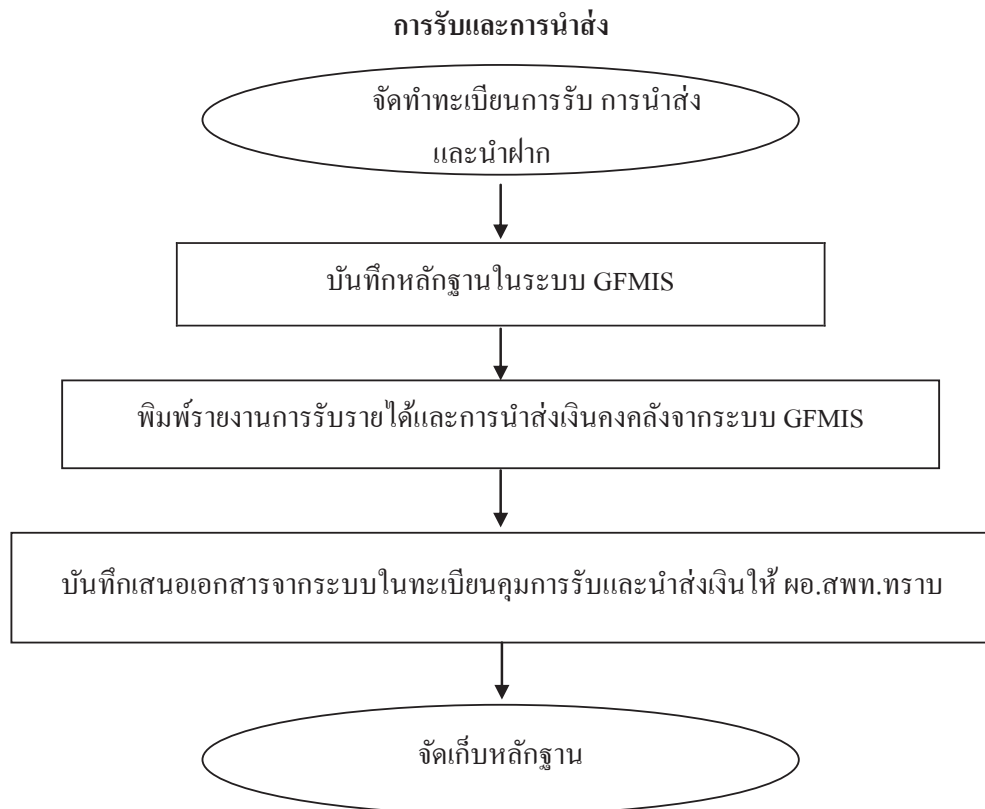 การรับและการนำส่ง
จัดทำทะเบียนการรับ การนำส่ง
และนำฝาก
บันทึกหลักฐานในระบบ GFMIS
พิมพ์รายงานการรับรายได้และการนำส่งเงินคงคลังจากระบบ GFMIS
บันทึกเสนอเอกสารจากระบบในทะเบียนคุมการรับและนำส่งเงินให้ ผอ.สพท.ทราบ
จัดเก็บหลักฐาน